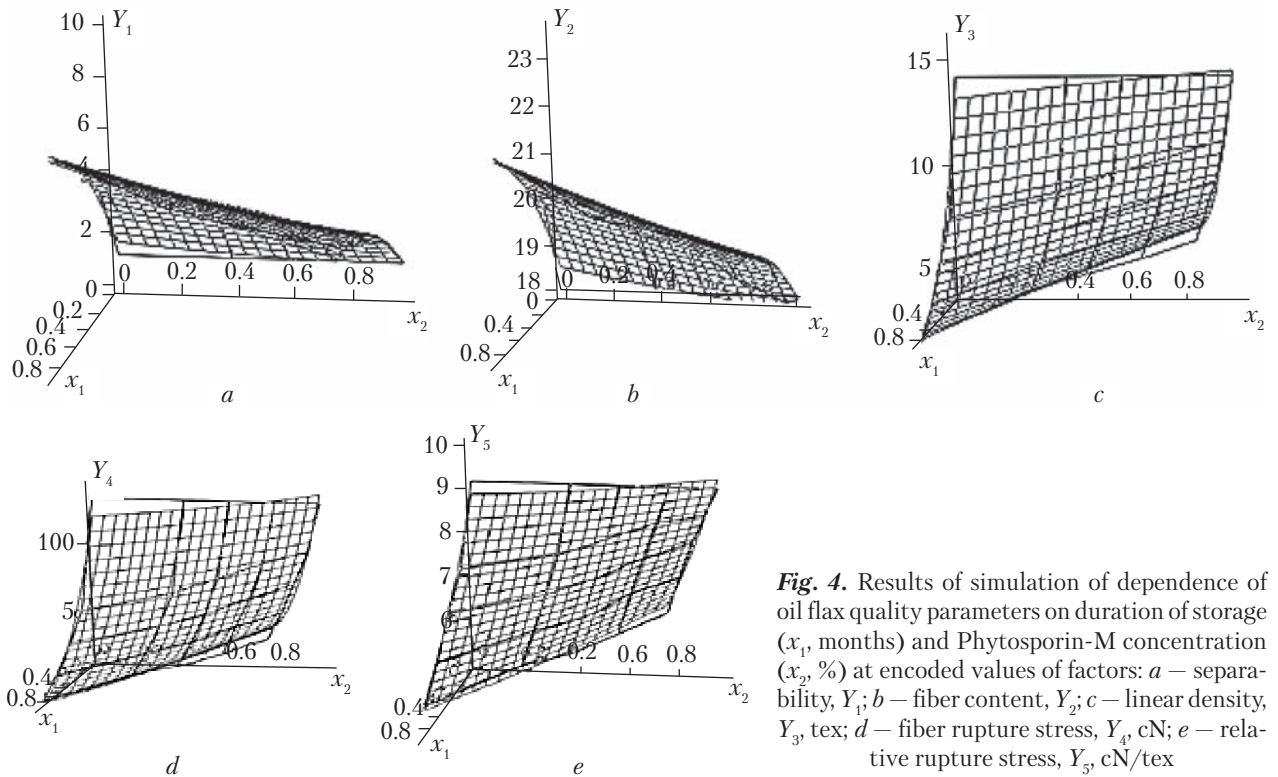 10
Y1
8
6
4
2
0
0 0.2 0.4 0.6 0.8
x2
0.2
0.4
0.6
0.8
x1
a
Y2
23
22
21
20
19
18
0
0 0.2 0.4
x2
0.4
0.8
x1
b
Y3
15
10
5
0.4 0.6 0.8
x2
0.4
0.8
x1
c
Y4
100
0.6 0.8
x2
0.4
0.8
x1
d
10
Y5
9
8
7
6
0.2 0.6 0.8
x2
0.4
0.8
x1
e
Fig. 4. Results of simulation of dependence of
oil flax quality parameters on duration of storage
(x1, months) and Phytosporin-M concentration
(x2, %) at encoded values of factors: a — separa-
bility, Y1; b — fiber content, Y2; c — linear density,
Y3, tex; d — fiber rupture stress, Y4, cN; e — rela-
tive rupture stress, Y5, cN/tex